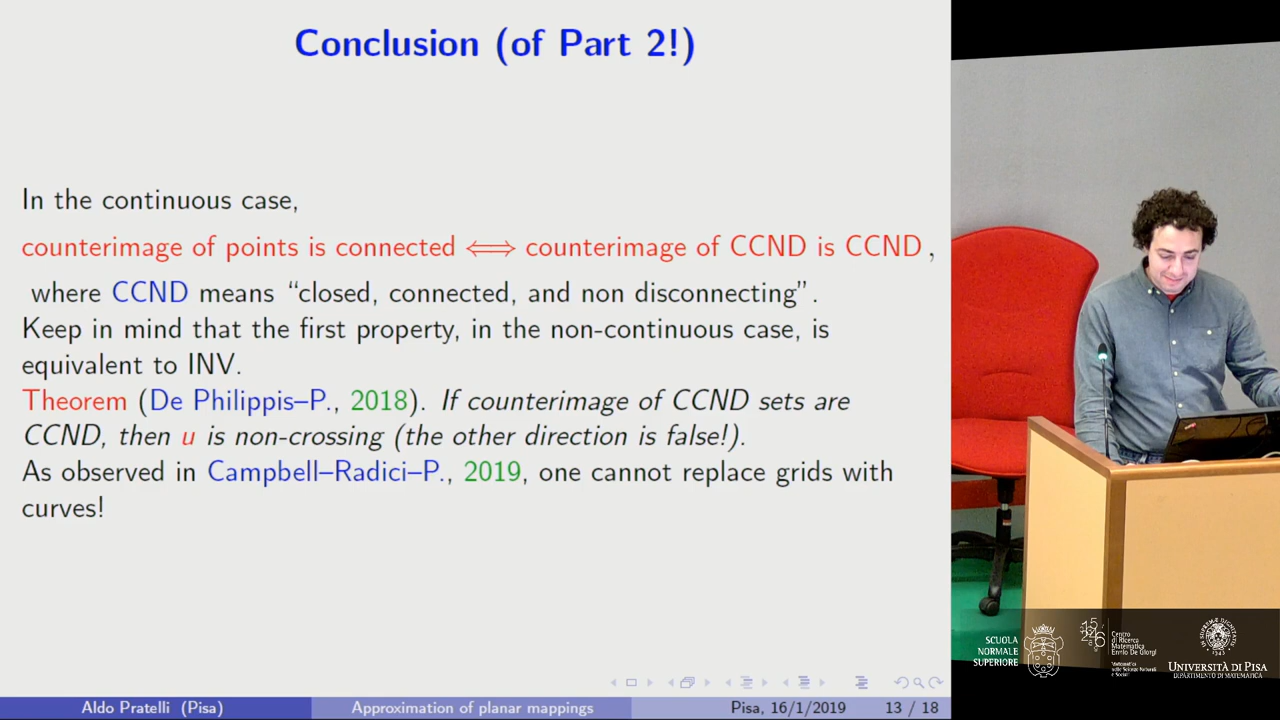 Conclusion (of Part 2!)
In the continuous case,
counterimage of points is connected ⟺ counterimage of CCND is CCND ,
where CCND means “closed, connected, and non disconnecting”.
Keep in mind that the first property, in the non-continuous case, is
equivalent to INV.
Theorem (De Philippis–P., 2018). If counterimage of CCND sets are
CCND, then u is non-crossing (the other direction is false!).
As observed in Campbell–Radici–P., 2019, one cannot replace grids with
curves!
Aldo Pratelli (Pisa)
Approximation of planar mappings
Pisa, 16/1/2019
13 / 18
SCUOLA
NORMALE
SUPERIORE
Centro
di Ricerca
Matematica
Ennio De Giorgi
UNIVERSITÀ DI PISA
DIPARTIMENTO DI MATEMATICA